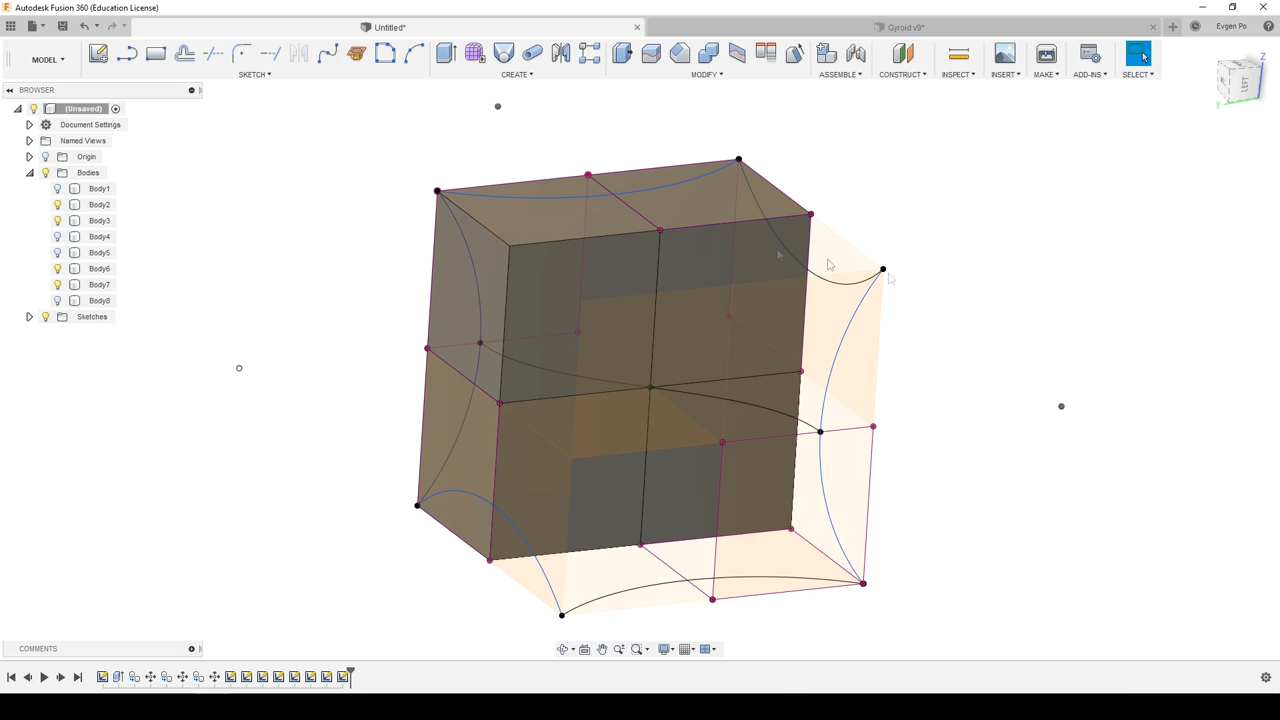 Autodesk Fusion 360 (Education License)
Untitled*
Gyroid v9*
Evgen Po
MODEL
SKETCH
CREATE
MODIFY
ASSEMBLE
CONSTRUCT
INSPECT
INSERT
MAKE
ADD-INS
SELECT
BROWSER
(Unsaved)
Document Settings
Named Views
Origin
Bodies
Body1
Body2
Body3
Body4
Body5
Body6
Body7
Body8
Sketches
Z
LEFT
Y
COMMENTS